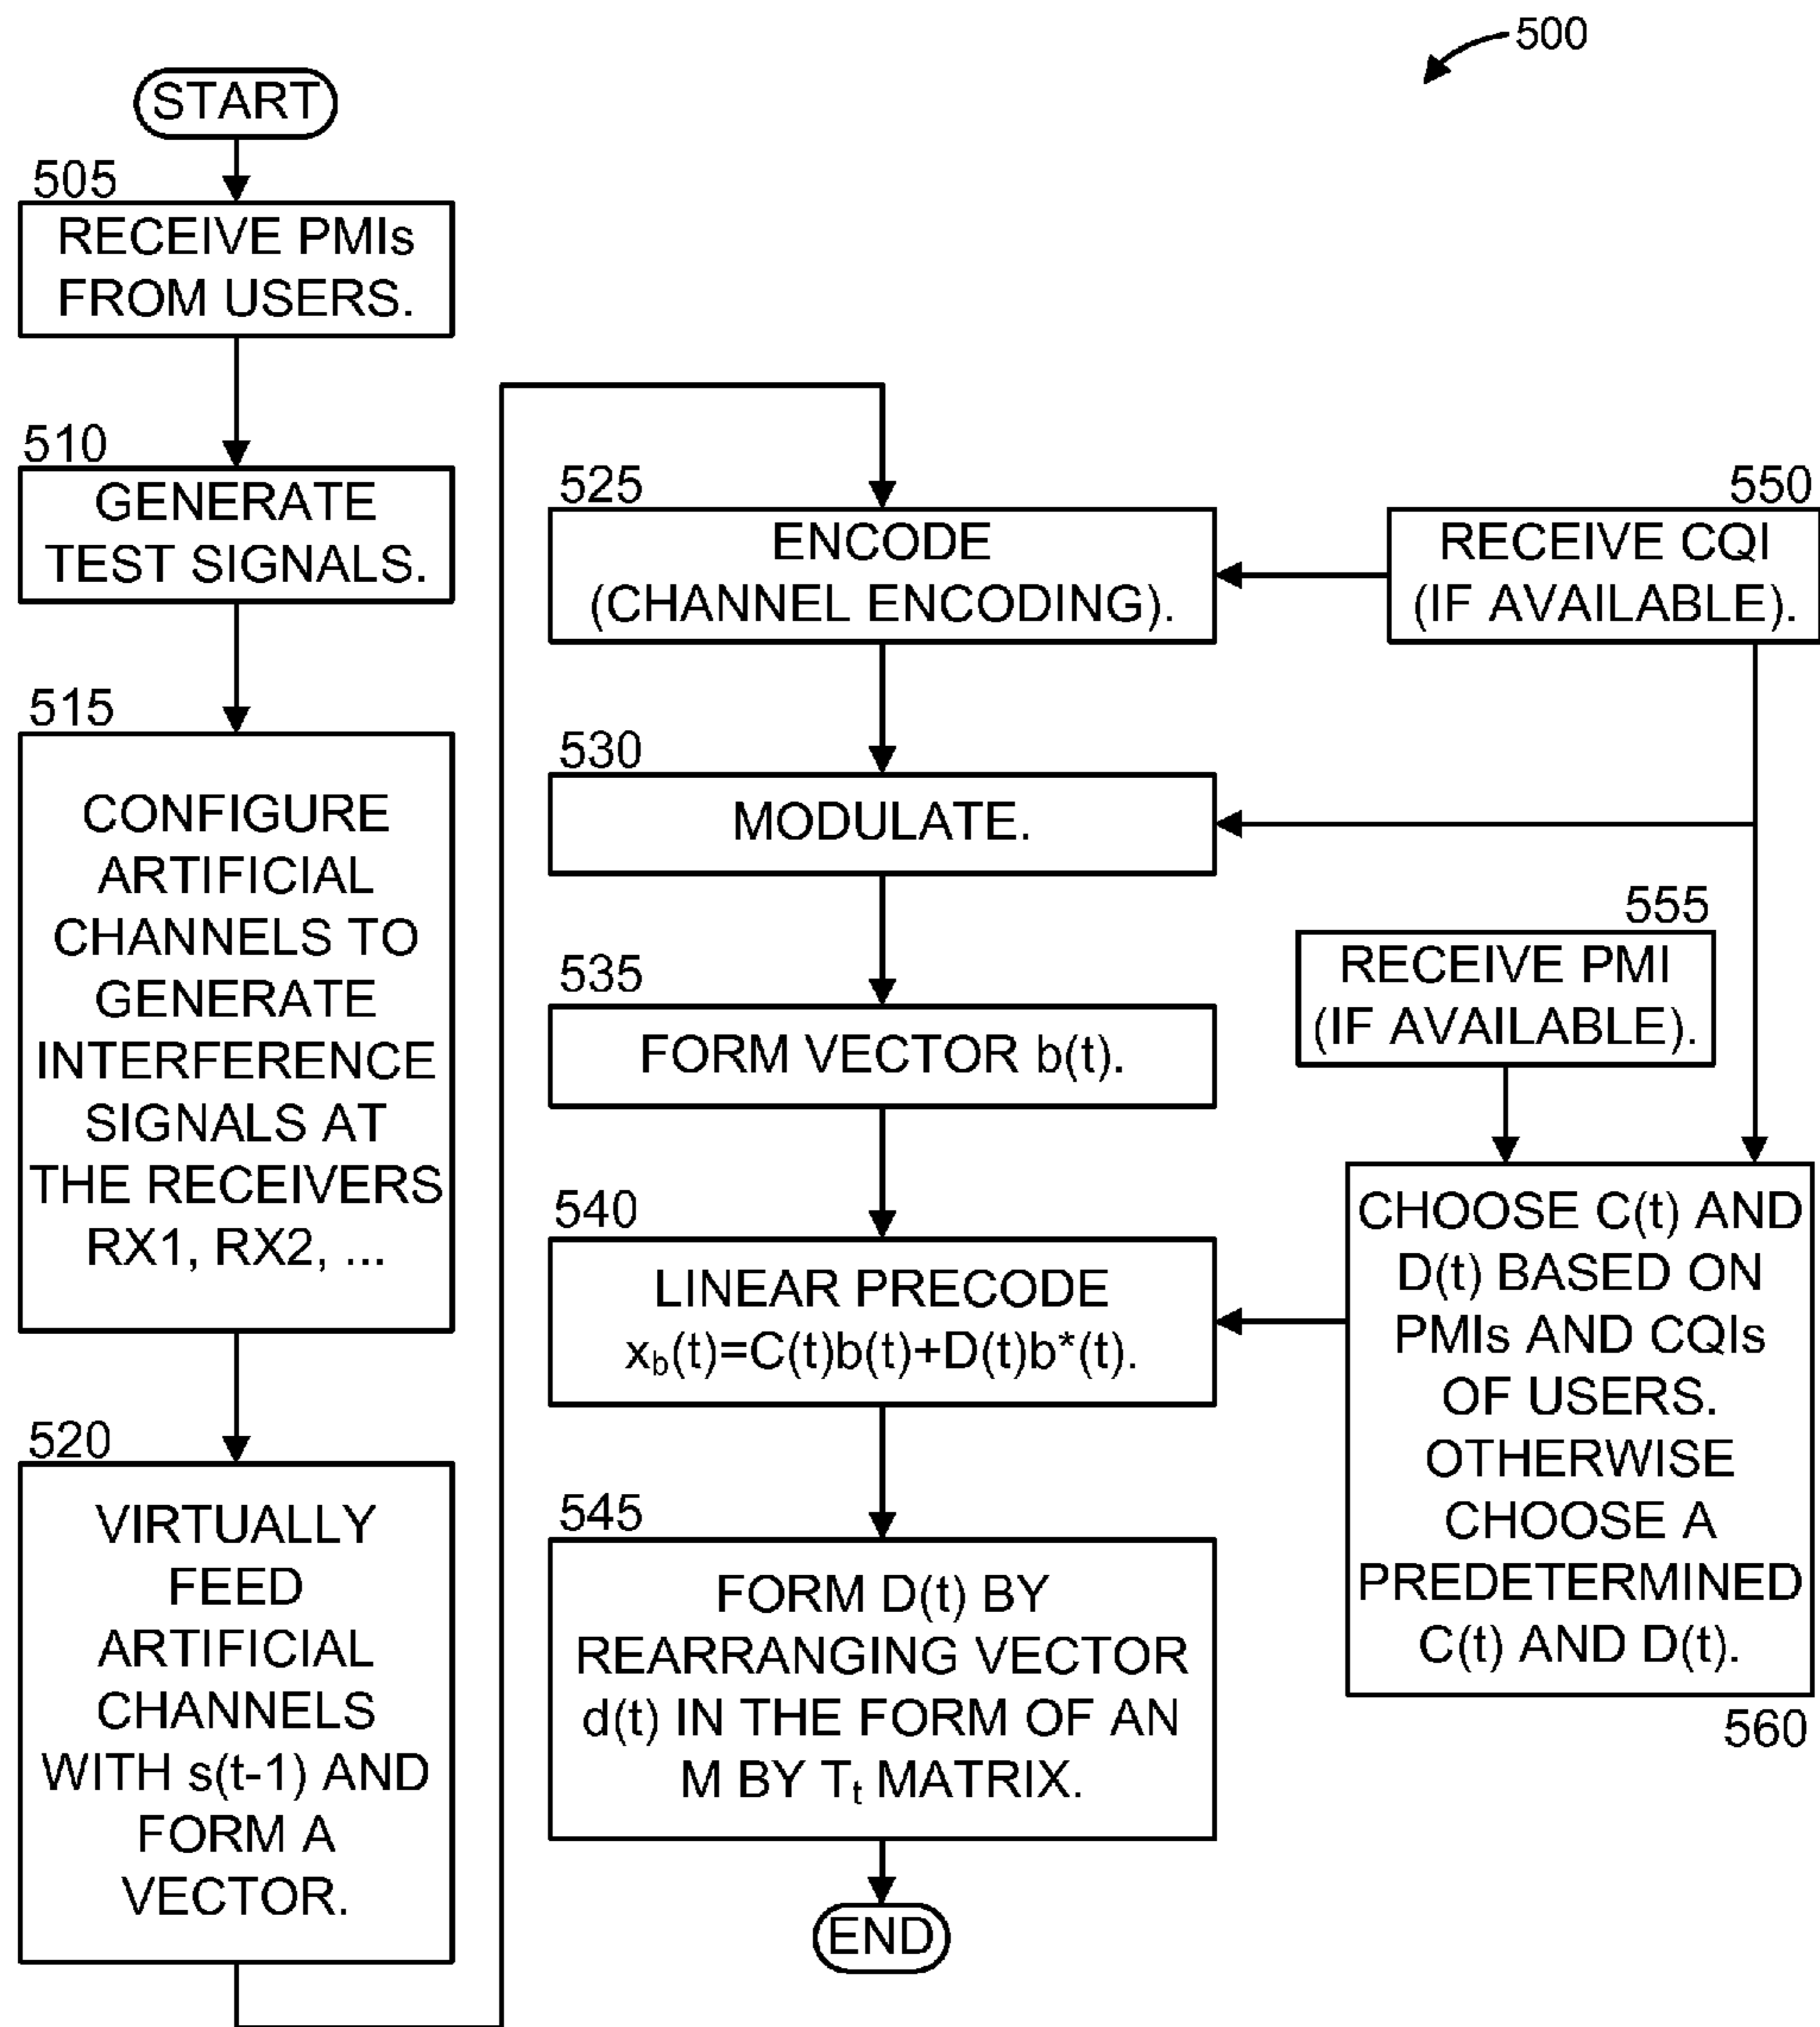 500
START
505
RECEIVE PMIs
FROM USERS.
510
GENERATE
TEST SIGNALS.
515
CONFIGURE
ARTIFICIAL
CHANNELS TO
GENERATE
INTERFERENCE
SIGNALS AT
THE RECEIVERS
RX1, RX2, ...
520
VIRTUALLY
FEED
ARTIFICIAL
CHANNELS
WITH s(t-1) AND
FORM A
VECTOR.
525
ENCODE
(CHANNEL ENCODING).
530
MODULATE.
535
FORM VECTOR b(t).
540
LINEAR PRECODE
x_b(t)=C(t)b(t)+D(t)b*(t).
545
FORM D(t) BY
REARRANGING VECTOR
d(t) IN THE FORM OF AN
M BY T_t MATRIX.
END
550
RECEIVE CQI
(IF AVAILABLE).
555
RECEIVE PMI
(IF AVAILABLE).
CHOOSE C(t) AND
D(t) BASED ON
PMIs AND CQIs
OF USERS.
OTHERWISE
CHOOSE A
PREDETERMINED
C(t) AND D(t).
560